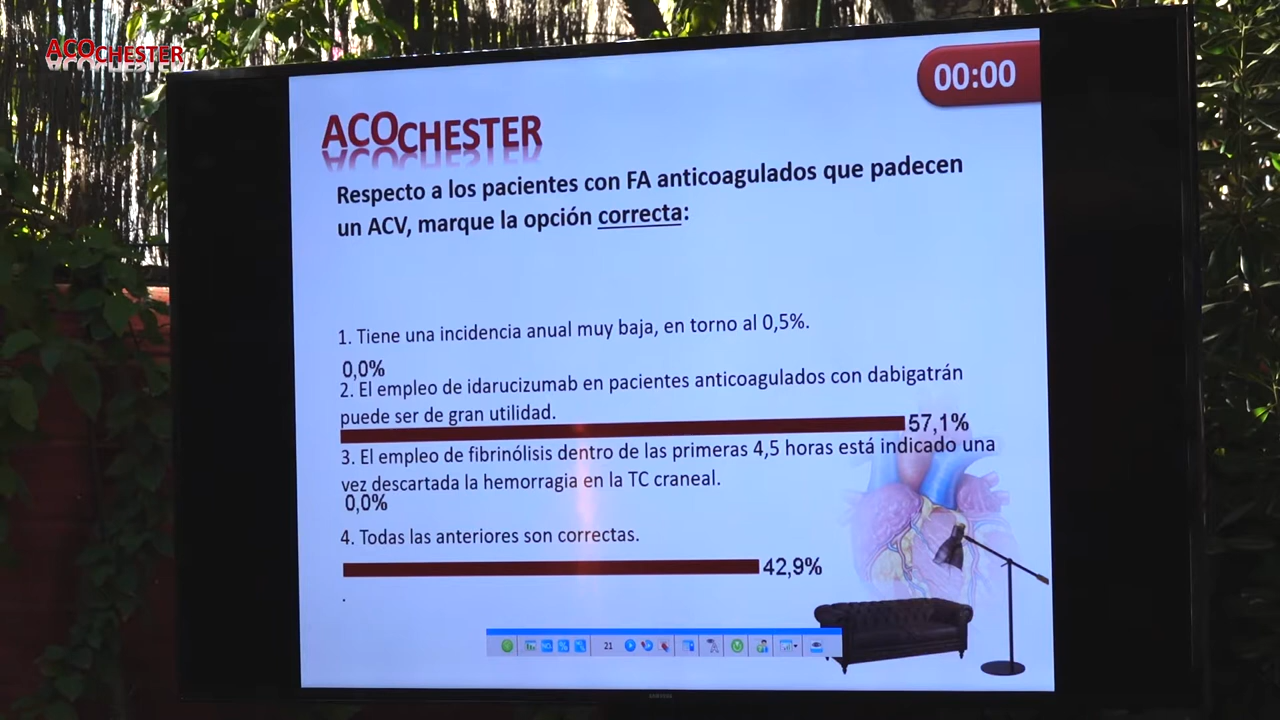 ACOCHESTER
00:00
ACOCHESTER
Respecto a los pacientes con FA anticoagulados que padecen
un ACV, marque la opción correcta:
1. Tiene una incidencia anual muy baja, en torno al 0,5%.
0,0%
2. El empleo de idarucizumab en pacientes anticoagulados con dabigatrán
puede ser de gran utilidad.
57,1%
3. El empleo de fibrinólisis dentro de las primeras 4,5 horas está indicado una
vez descartada la hemorragia en la TC craneal.
0,0%
4. Todas las anteriores son correctas.
42,9%
.
21
SAMSUNG